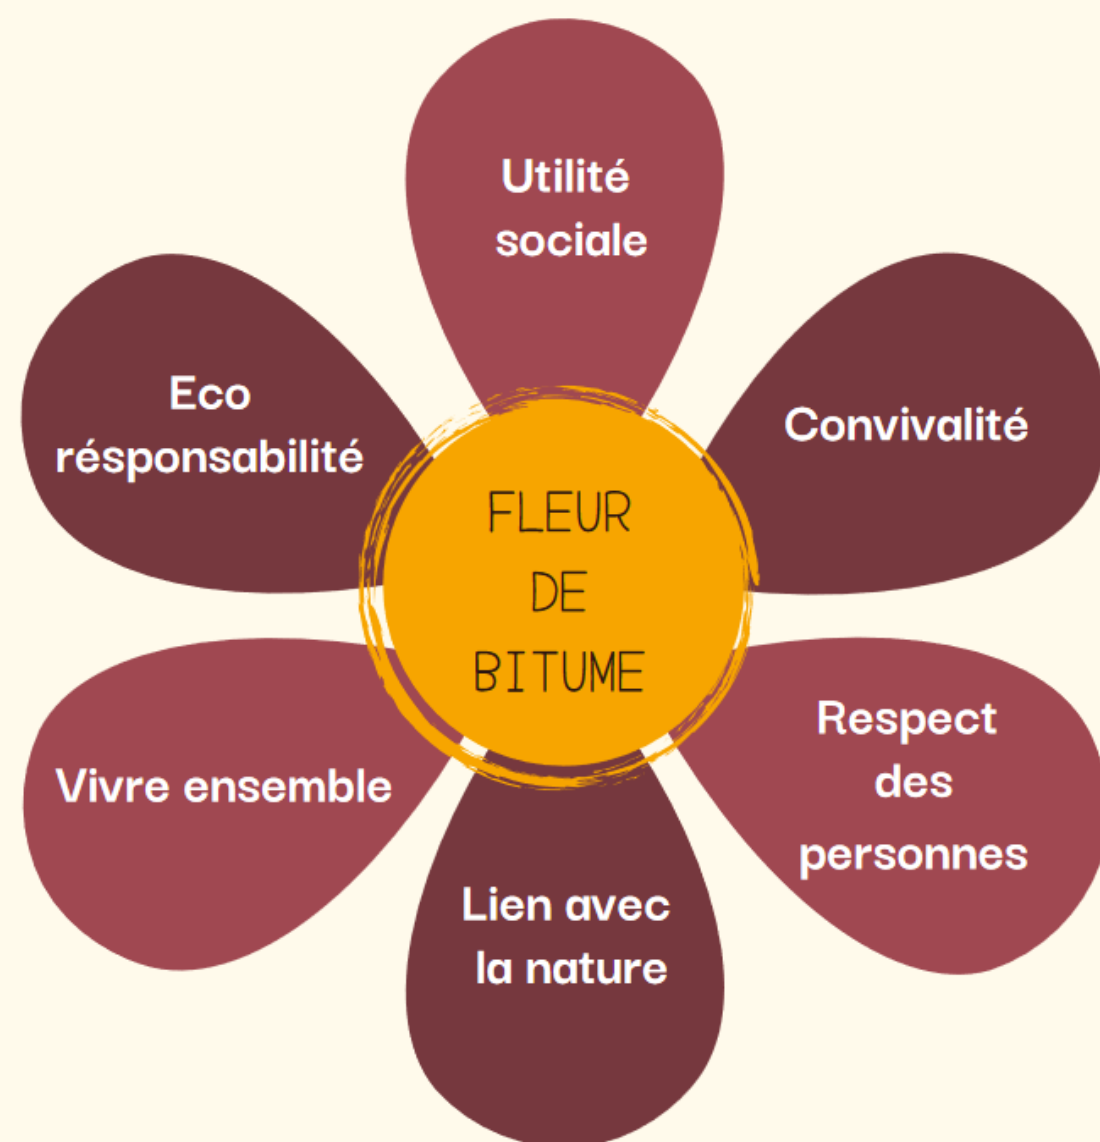 Utilité
sociale
Eco
résponsabilité
Convivalité
FLEUR
DE
BITUME
Vivre ensemble
Respect
des
personnes
Lien avec
la nature